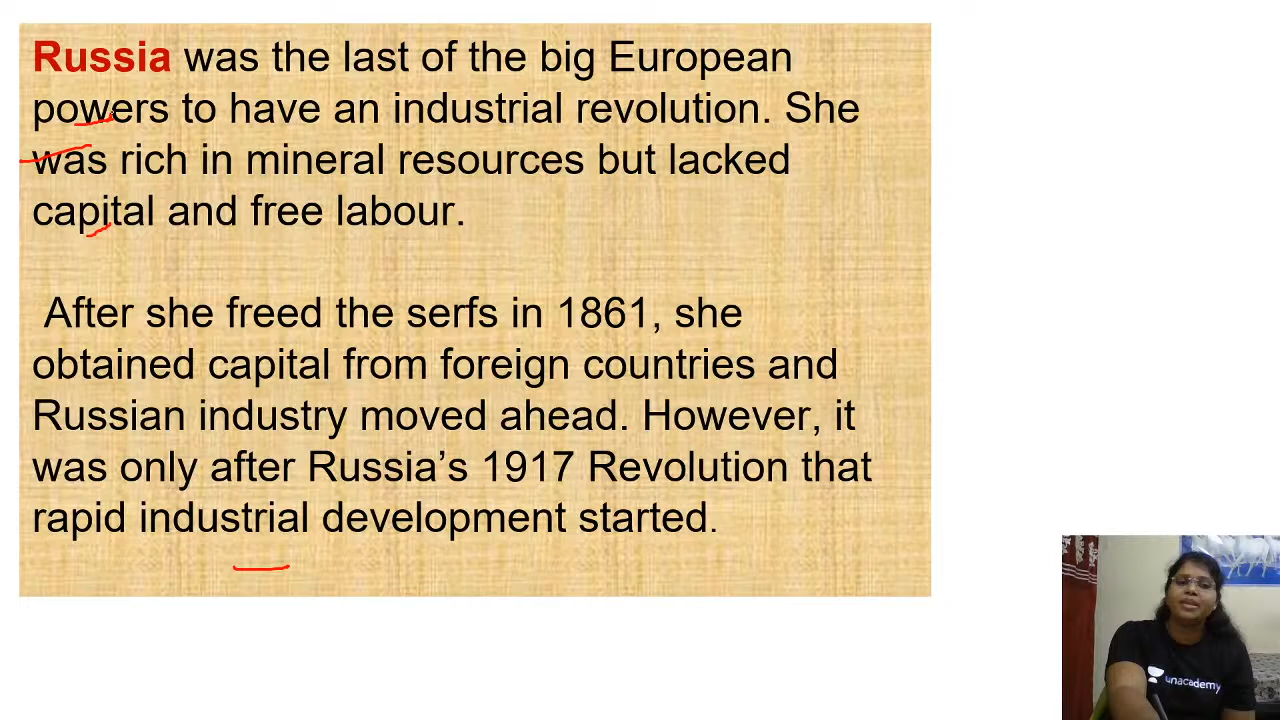 Russia was the last of the big European
powers to have an industrial revolution. She
was rich in mineral resources but lacked
capital and free labour.
After she freed the serfs in 1861, she
obtained capital from foreign countries and
Russian industry moved ahead. However, it
was only after Russia’s 1917 Revolution that
rapid industrial development started.
unacademy